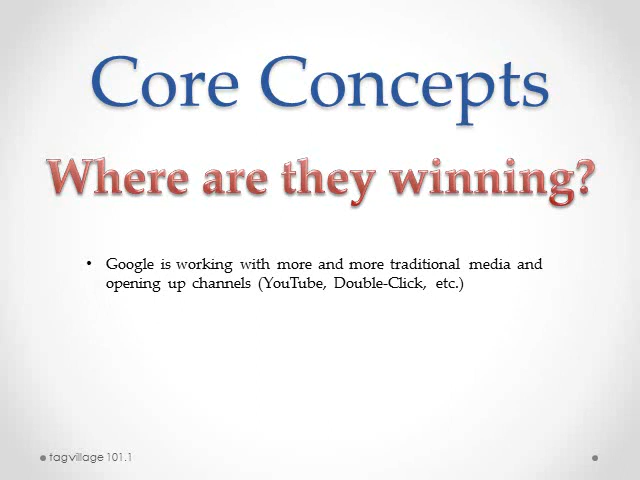 Core Concepts
Where are they winning?
• Google is working with more and more traditional media and
opening up channels (YouTube, Double-Click, etc.)
tagvillage 101.1